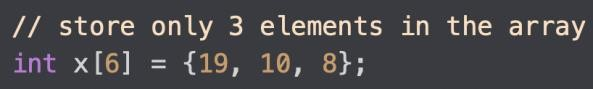 // store only 3 elements in the array
int x[6] = {19, 10, 8};